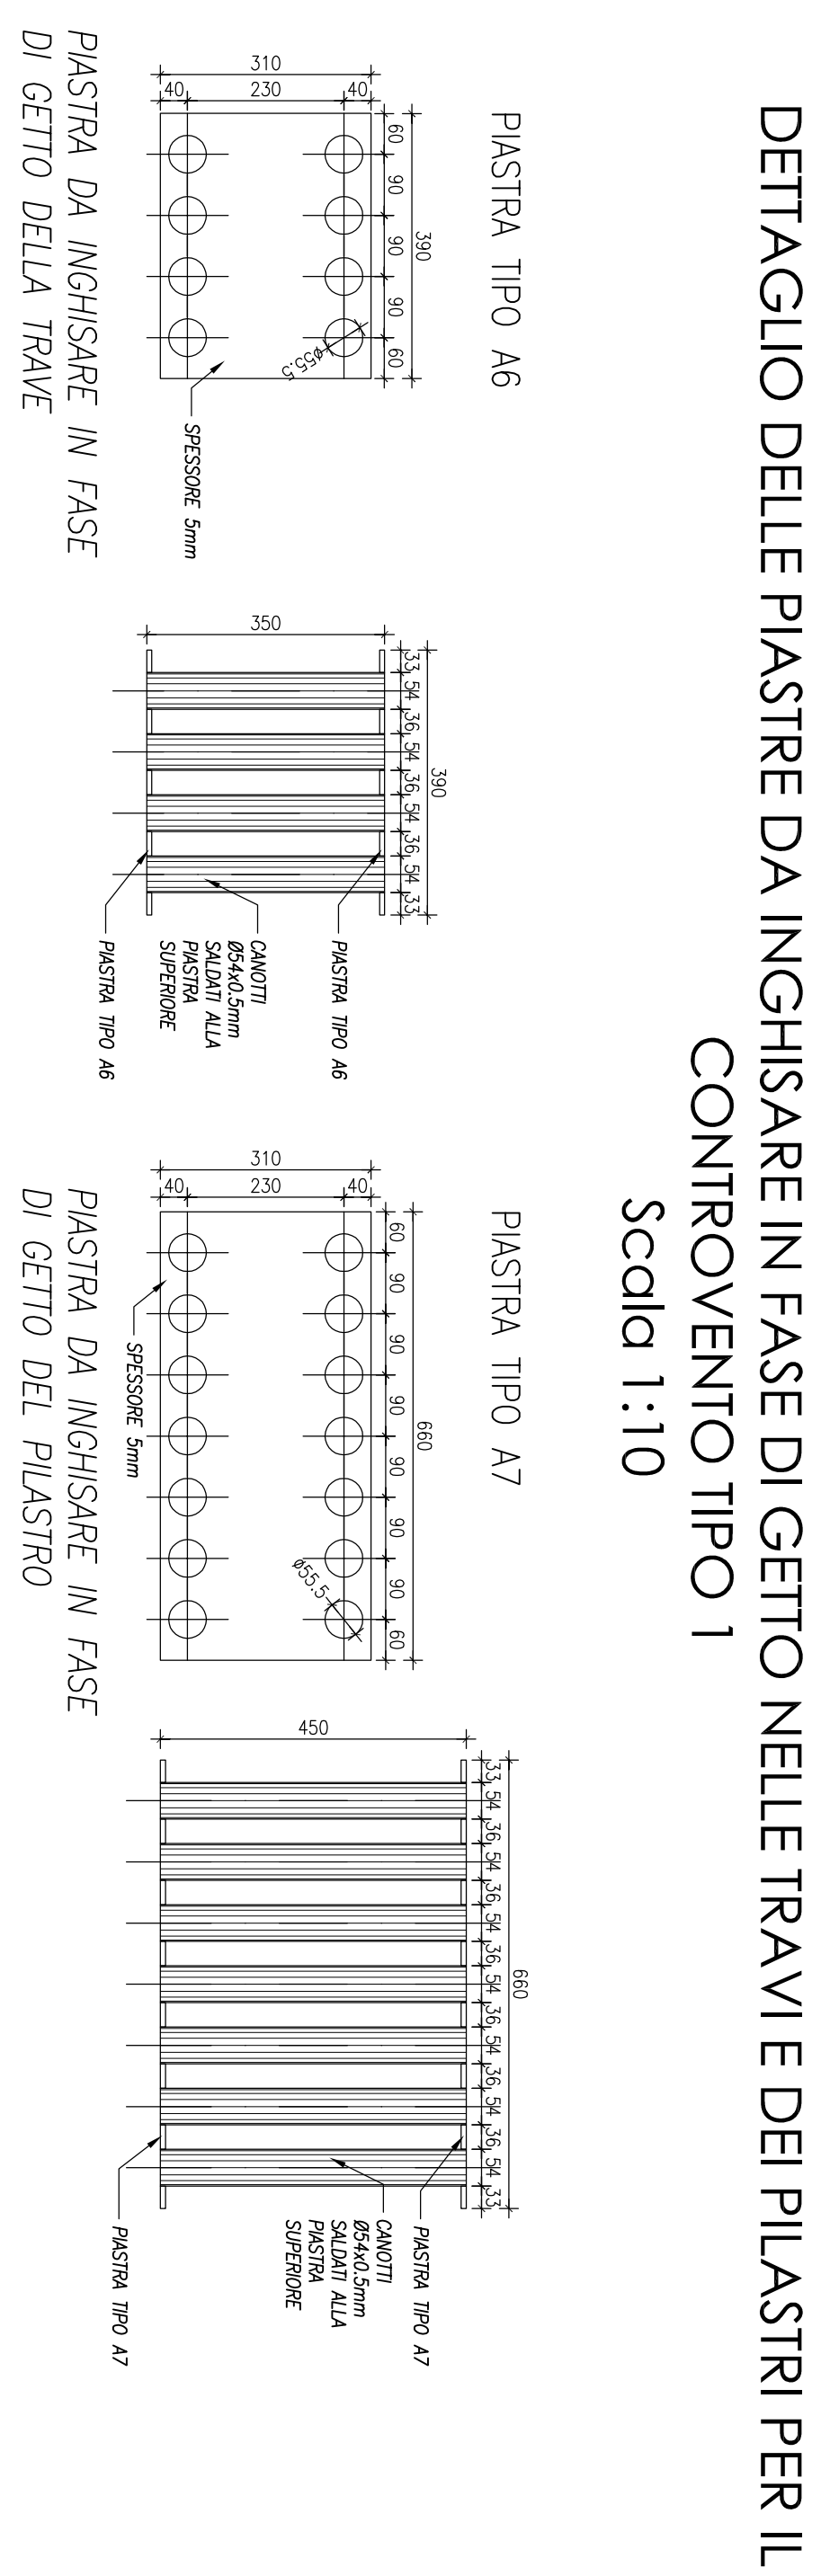 DETTAGLIO DELLE PIASTRE DA INGHISARE IN FASE DI GETTO NELLE TRAVI E DEI PILASTRI PER IL
CONTROVENTO TIPO 1
Scala 1:10
PIASTRA TIPO A6
390
60 90 90 90 60
310
40 230 40
Ø55.5
SPESSORE 5mm
PIASTRA DA INGHISARE IN FASE
DI GETTO DELLA TRAVE
390
33 54 36 54 36 54 36 54 33
350
PIASTRA TIPO A6
CANOTTI
Ø54x0.5mm
SALDATI ALLA
PIASTRA
SUPERIORE
PIASTRA TIPO A6
PIASTRA TIPO A7
660
60 90 90 90 90 90 90 60
310
40 230 40
Ø55.5
SPESSORE 5mm
PIASTRA DA INGHISARE IN FASE
DI GETTO DEL PILASTRO
660
33 54 36 54 36 54 36 54 36 54 36 54 36 54 33
450
PIASTRA TIPO A7
CANOTTI
Ø54x0.5mm
SALDATI ALLA
PIASTRA
SUPERIORE
PIASTRA TIPO A7